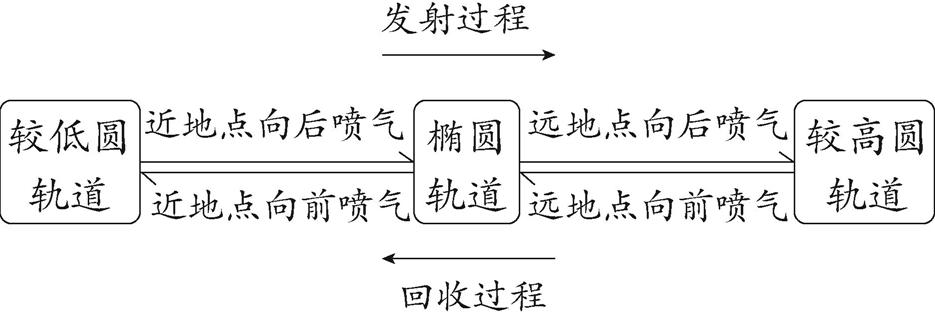 发射过程
较低圆
轨道
近地点向后喷气
近地点向前喷气
椭圆
轨道
远地点向后喷气
远地点向前喷气
较高圆
轨道
回收过程